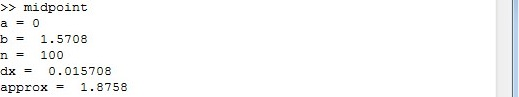 >> midpoint
a = 0
b =  1.5708
n =  100
dx =  0.015708
approx =  1.8758